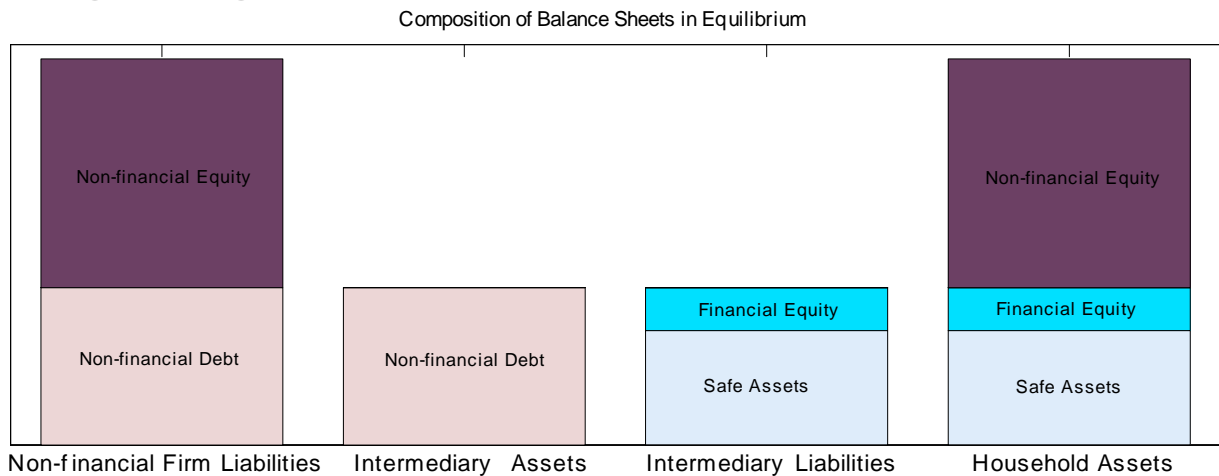 Composition of Balance Sheets in Equilibrium
Non-financial Equity
Non-financial Equity
Financial Equity
Financial Equity
Non-financial Debt
Non-financial Debt
Safe Assets
Safe Assets
Non-financial Firm Liabilities
Intermediary Assets
Intermediary Liabilities
Household Assets